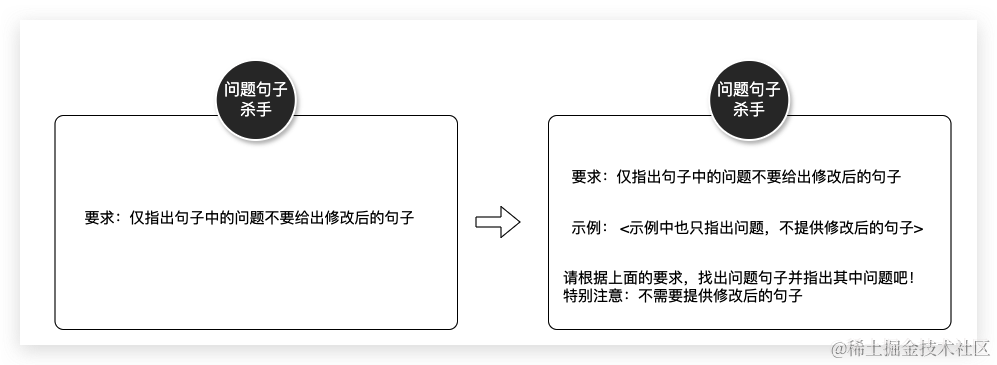 问题句子
杀手
要求：仅指出句子中的问题不要给出修改后的句子
问题句子
杀手
要求：仅指出句子中的问题不要给出修改后的句子
示例：<示例中也只指出问题，不提供修改后的句子>
请根据上面的要求，找出问题句子并指出其中问题吧！
特别注意：不需要提供修改后的句子
@稀土掘金技术社区